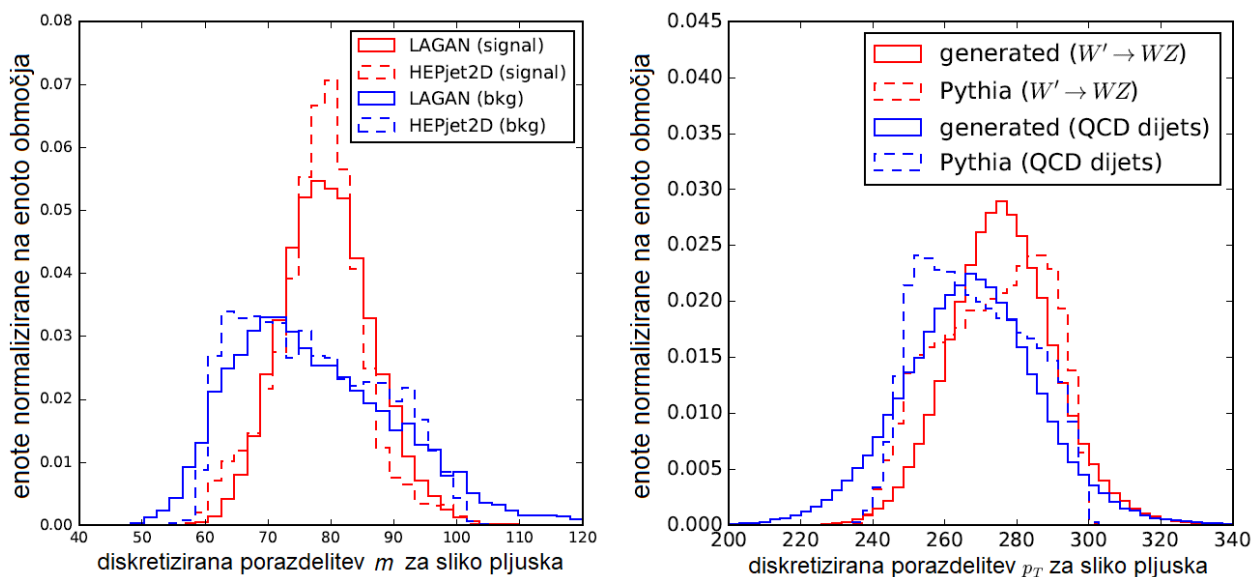 0.08
0.07
0.06
0.05
0.04
0.03
0.02
0.01
0.00
40 50 60 70 80 90 100 110 120
enote normalizirane na enoto območja
diskretizirana porazdelitev m za sliko pljuska
LAGAN (signal)
HEPjet2D (signal)
LAGAN (bkg)
HEPjet2D (bkg)
0.045
0.040
0.035
0.030
0.025
0.020
0.015
0.010
0.005
0.000
200 220 240 260 280 300 320 340
enote normalizirane na enoto območja
diskretizirana porazdelitev p_T za sliko pljuska
generated (W′ → WZ)
Pythia (W′ → WZ)
generated (QCD dijets)
Pythia (QCD dijets)